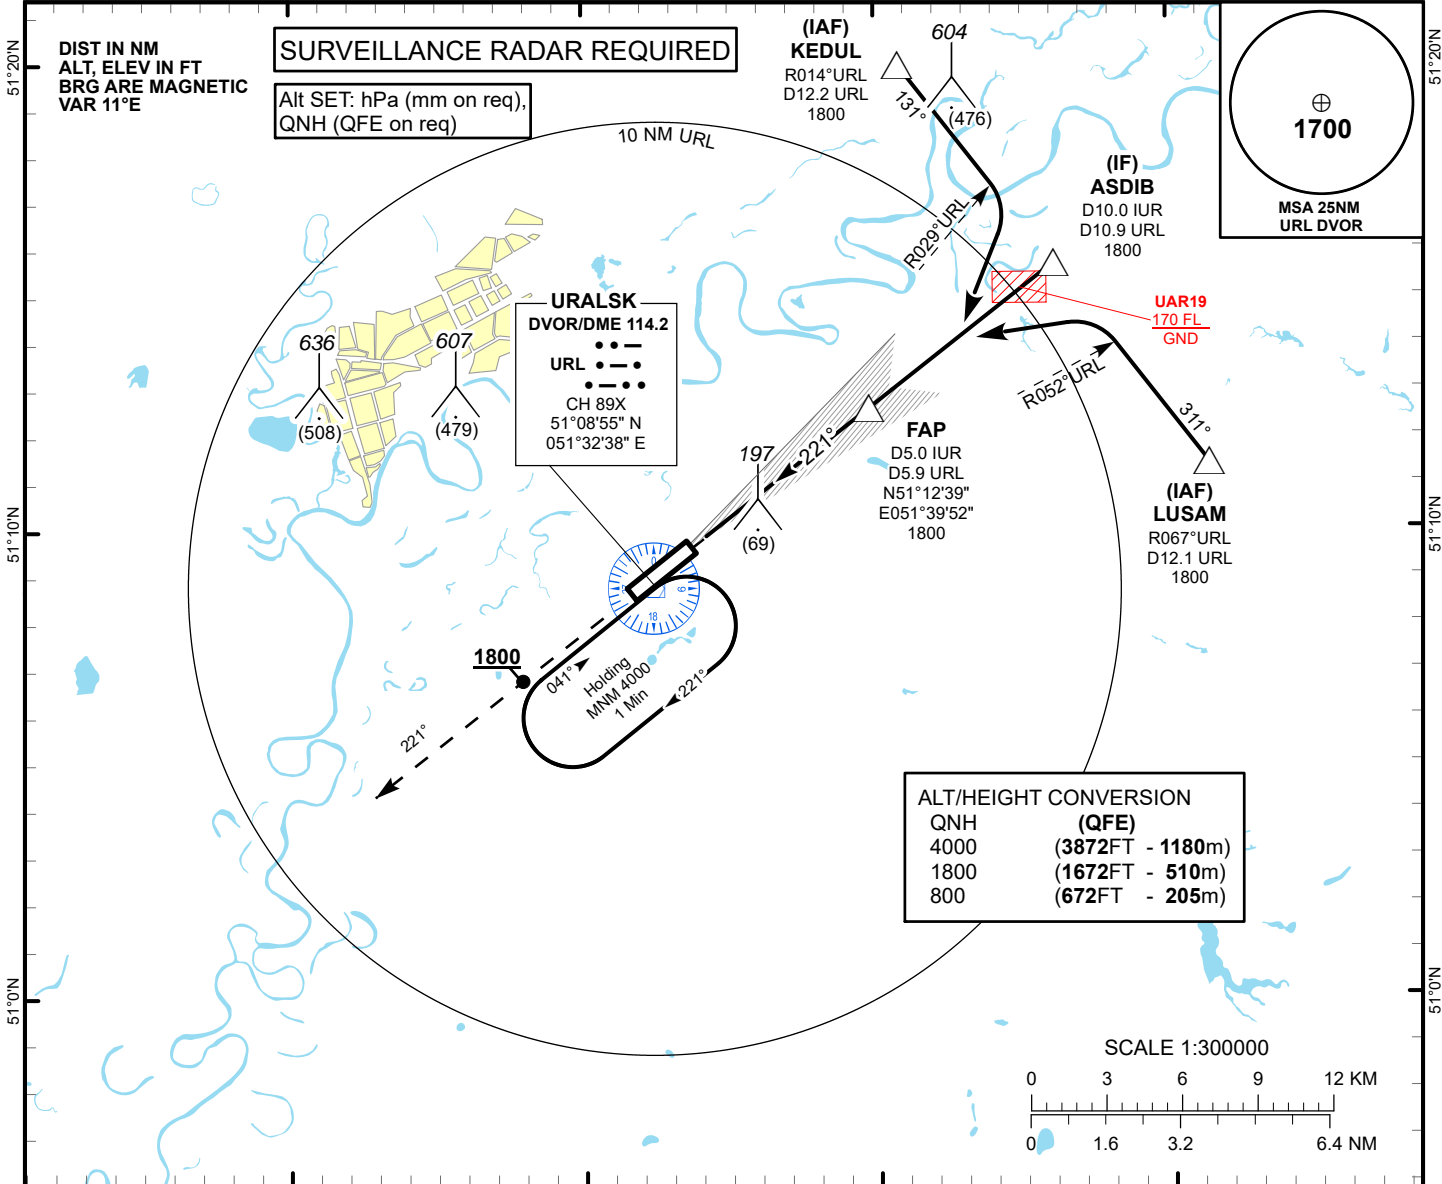 DIST IN NM
ALT, ELEV IN FT
BRG ARE MAGNETIC
VAR 11°E
SURVEILLANCE RADAR REQUIRED
Alt SET: hPa (mm on req),
QNH (QFE on req)
(IAF)
KEDUL
R014°URL
D12.2 URL
1800
604
(476)
131°
1700
MSA 25NM
URL DVOR
10 NM URL
(IF)
ASDIB
D10.0 IUR
D10.9 URL
1800
R029°URL
UAR19
170 FL
GND
URALSK
DVOR/DME 114.2
URL
CH 89X
51°08'55" N
051°32'38" E
636
(508)
607
(479)
R052°URL
311°
(IAF)
LUSAM
R067°URL
D12.1 URL
1800
FAP
D5.0 IUR
D5.9 URL
N51°12'39"
E051°39'52"
1800
221°
197
(69)
0
9
18
1800
041°
Holding
MNM 4000
1 Min
221°
221°
ALT/HEIGHT CONVERSION
QNH (QFE)
4000 (3872FT - 1180m)
1800 (1672FT - 510m)
800 (672FT - 205m)
SCALE 1:300000
0 3 6 9 12 KM
0 1.6 3.2 6.4 NM
51°20'N
51°10'N
51°0'N
51°20'N
51°10'N
51°0'N